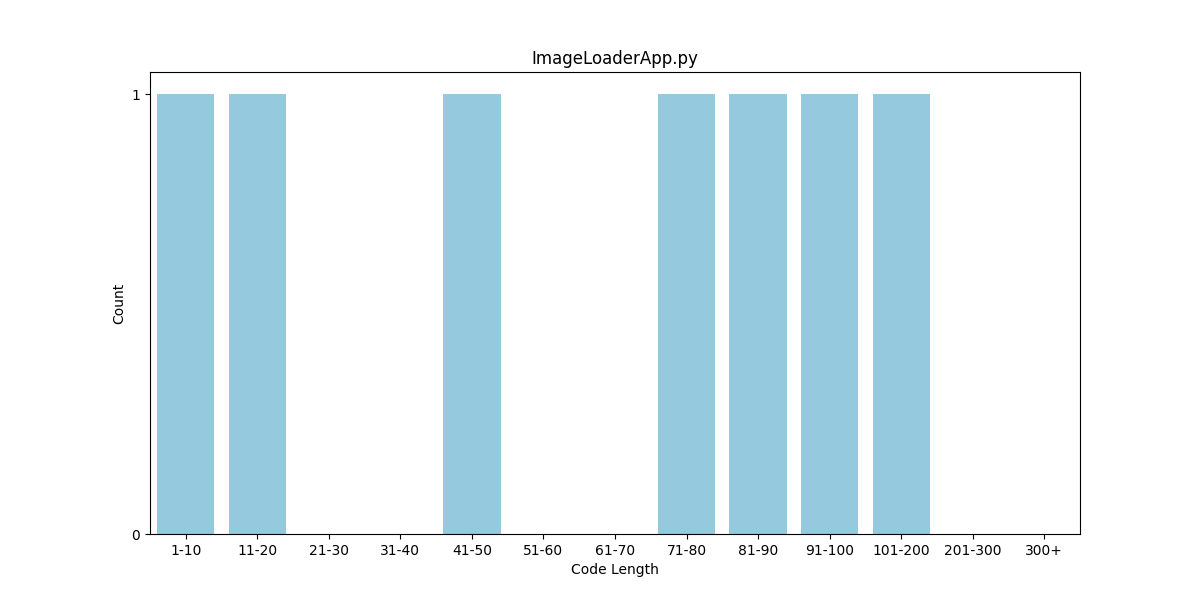 ImageLoaderApp.py
1
Count
0
1-10 11-20 21-30 31-40 41-50 51-60 61-70 71-80 81-90 91-100 101-200 201-300 300+
Code Length